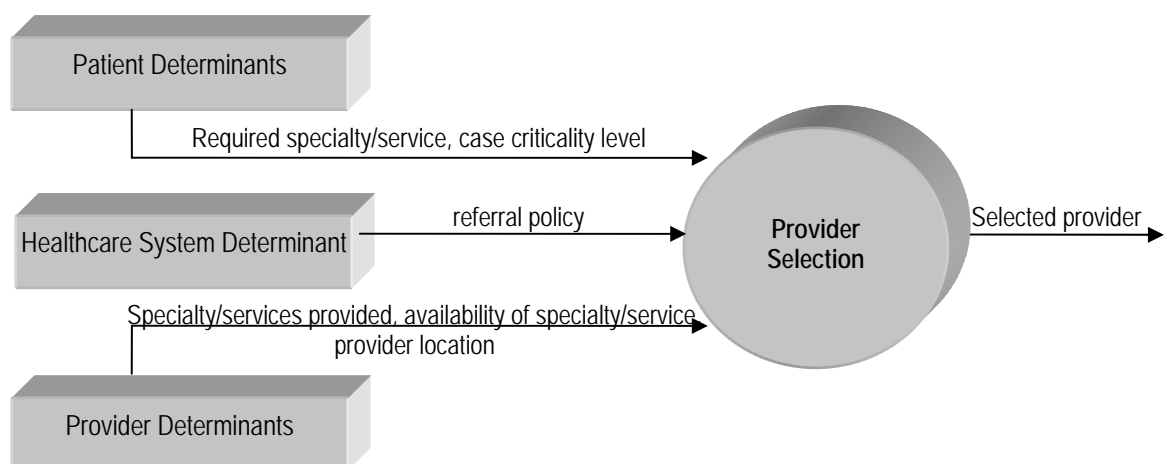 Patient Determinants
Required specialty/service, case criticality level
Healthcare System Determinant
referral policy
Provider
Selection
Selected provider
Specialty/services provided, availability of specialty/service
provider location
Provider Determinants